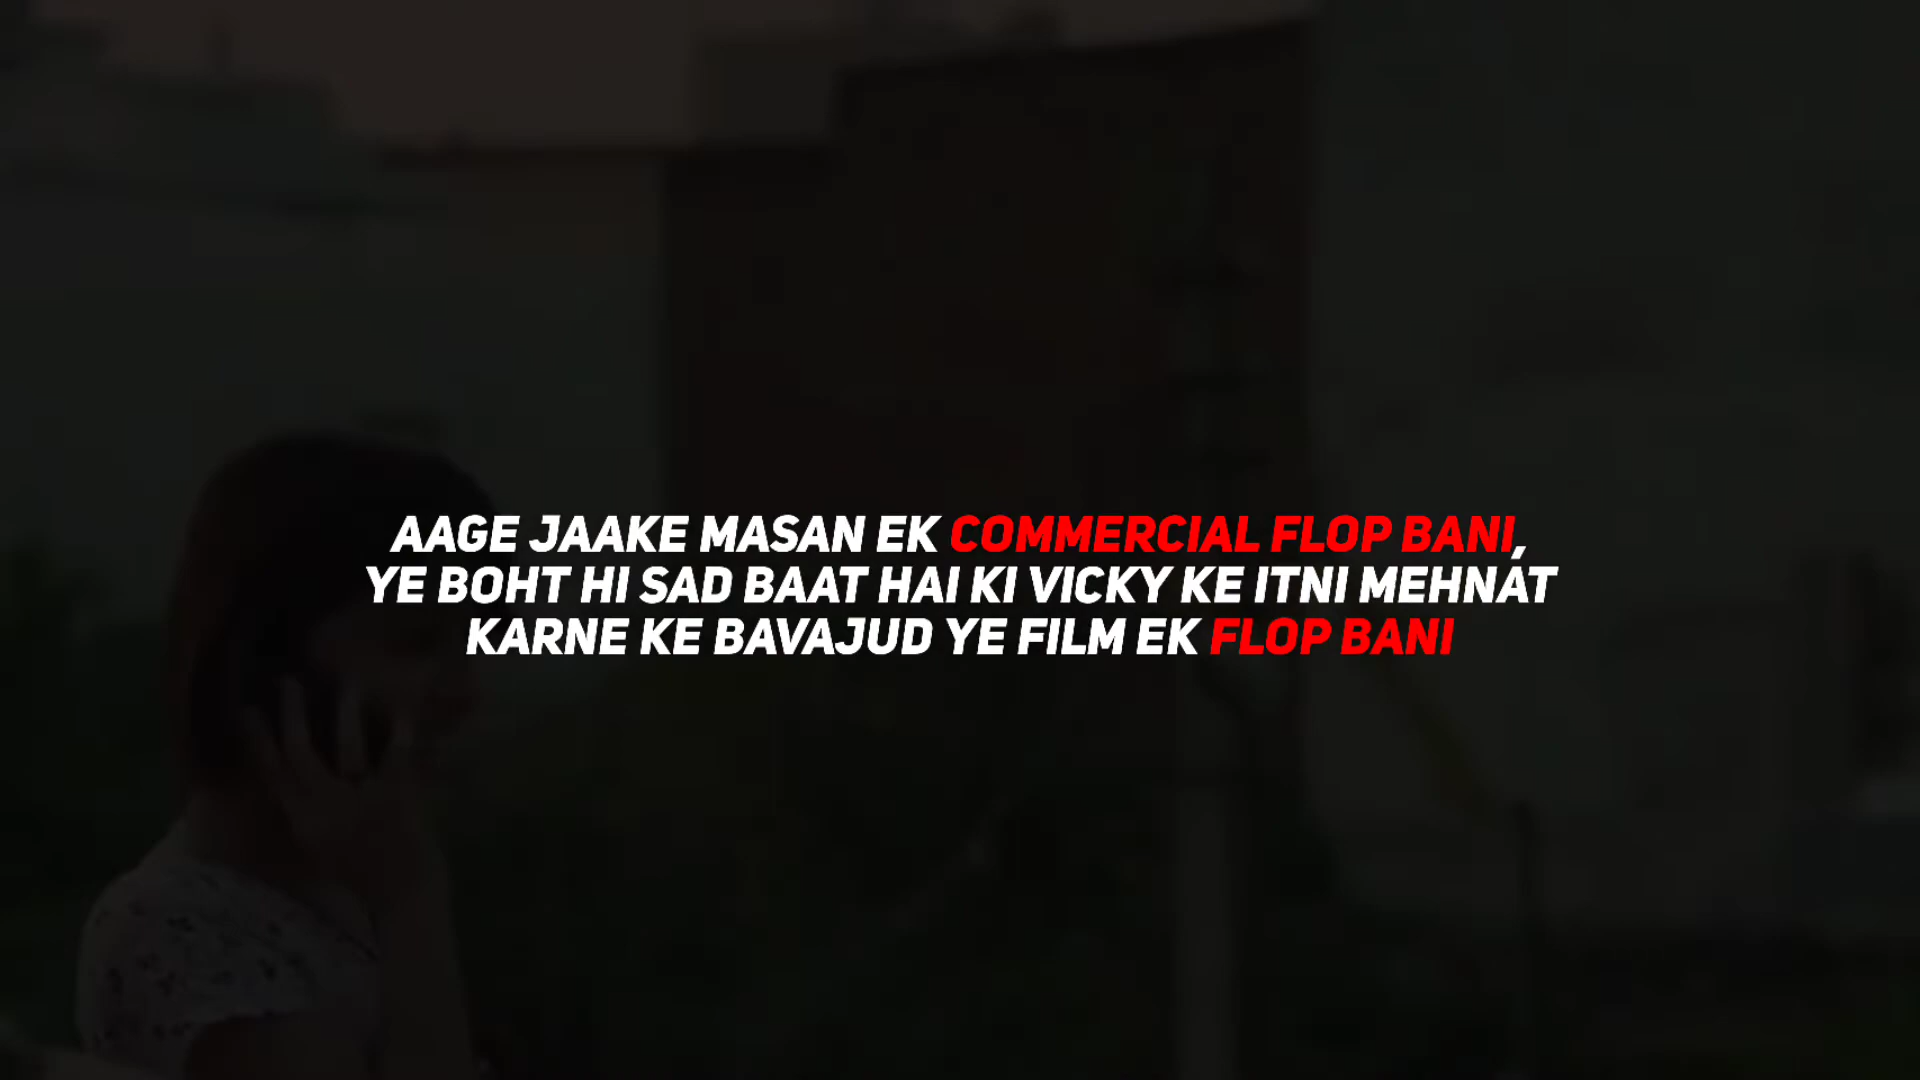 AAGE JAAKE MASAN EK COMMERCIAL FLOP BANI,
YE BOHT HI SAD BAAT HAI KI VICKY KE ITNI MEHNAT
KARNE KE BAVAJUD YE FILM EK FLOP BANI